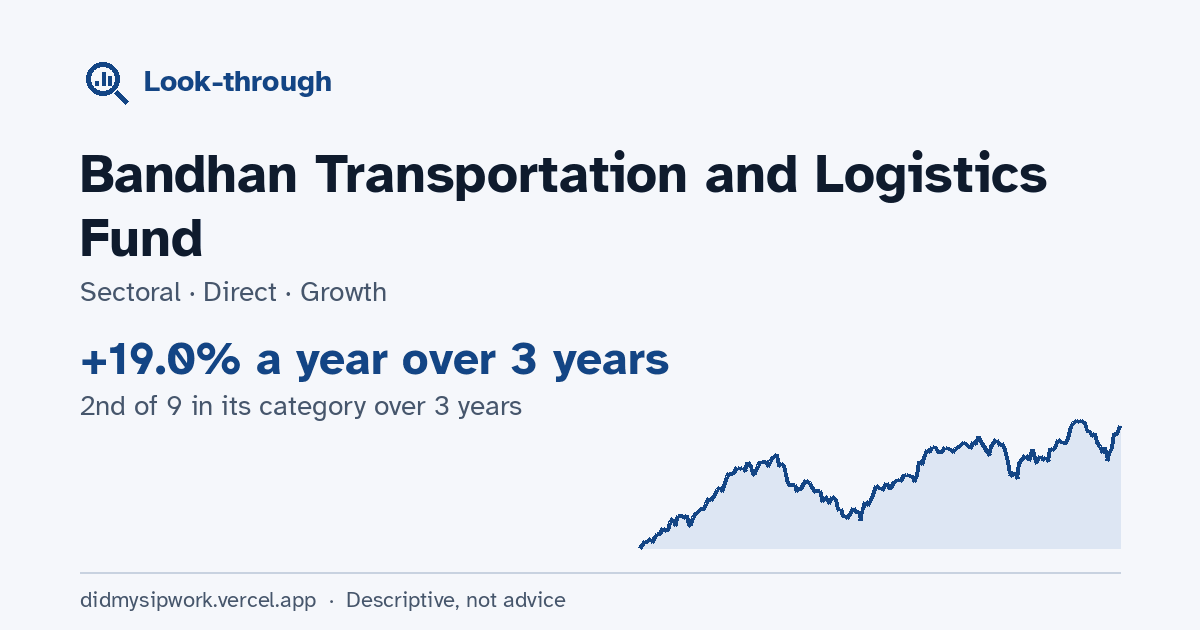 Look-through
Bandhan Transportation and Logistics
Fund
Sectoral · Direct · Growth
+19.0% a year over 3 years
2nd of 9 in its category over 3 years
didmysipwork.vercel.app · Descriptive, not advice